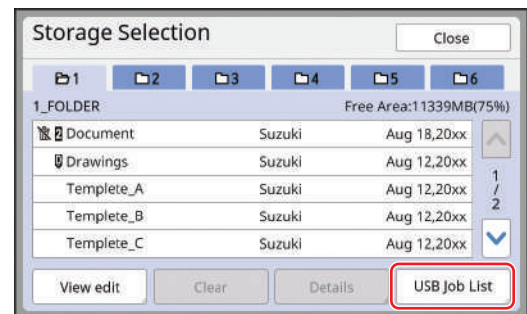 Storage Selection Close
1 2 3 4 5 6
1_FOLDER Free Area:11339MB(75%)
2 Document Suzuki Aug 18,20xx
Drawings Suzuki Aug 12,20xx
Templete_A Suzuki Aug 12,20xx
Templete_B Suzuki Aug 12,20xx
Templete_C Suzuki Aug 12,20xx
1
/
2
View edit Clear Details USB Job List